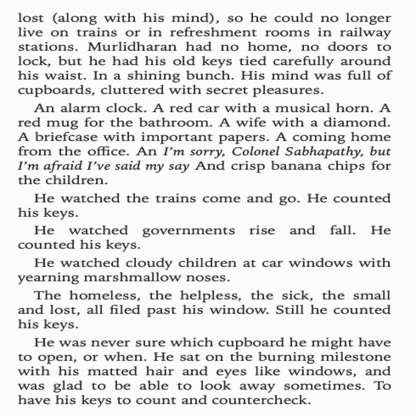 lost (along with his mind), so he could no longer
live on trains or in refreshment rooms in railway
stations. Murlidharan had no home, no doors to
lock, but he had his old keys tied carefully around
his waist. In a shining bunch. His mind was full of
cupboards, cluttered with secret pleasures.
An alarm clock. A red car with a musical horn. A
red mug for the bathroom. A wife with a diamond.
A briefcase with important papers. A coming home
from the office. An I'm sorry, Colonel Sabhapathy, but
I'm afraid I've said my say And crisp banana chips for
the children.
He watched the trains come and go. He counted
his keys.
He watched governments rise and fall. He
counted his keys.
He watched cloudy children at car windows with
yearning marshmallow noses.
The homeless, the helpless, the sick, the small
and lost, all filed past his window. Still he counted
his keys.
He was never sure which cupboard he might have
to open, or when. He sat on the burning milestone
with his matted hair and eyes like windows, and
was glad to be able to look away sometimes. To
have his keys to count and countercheck.